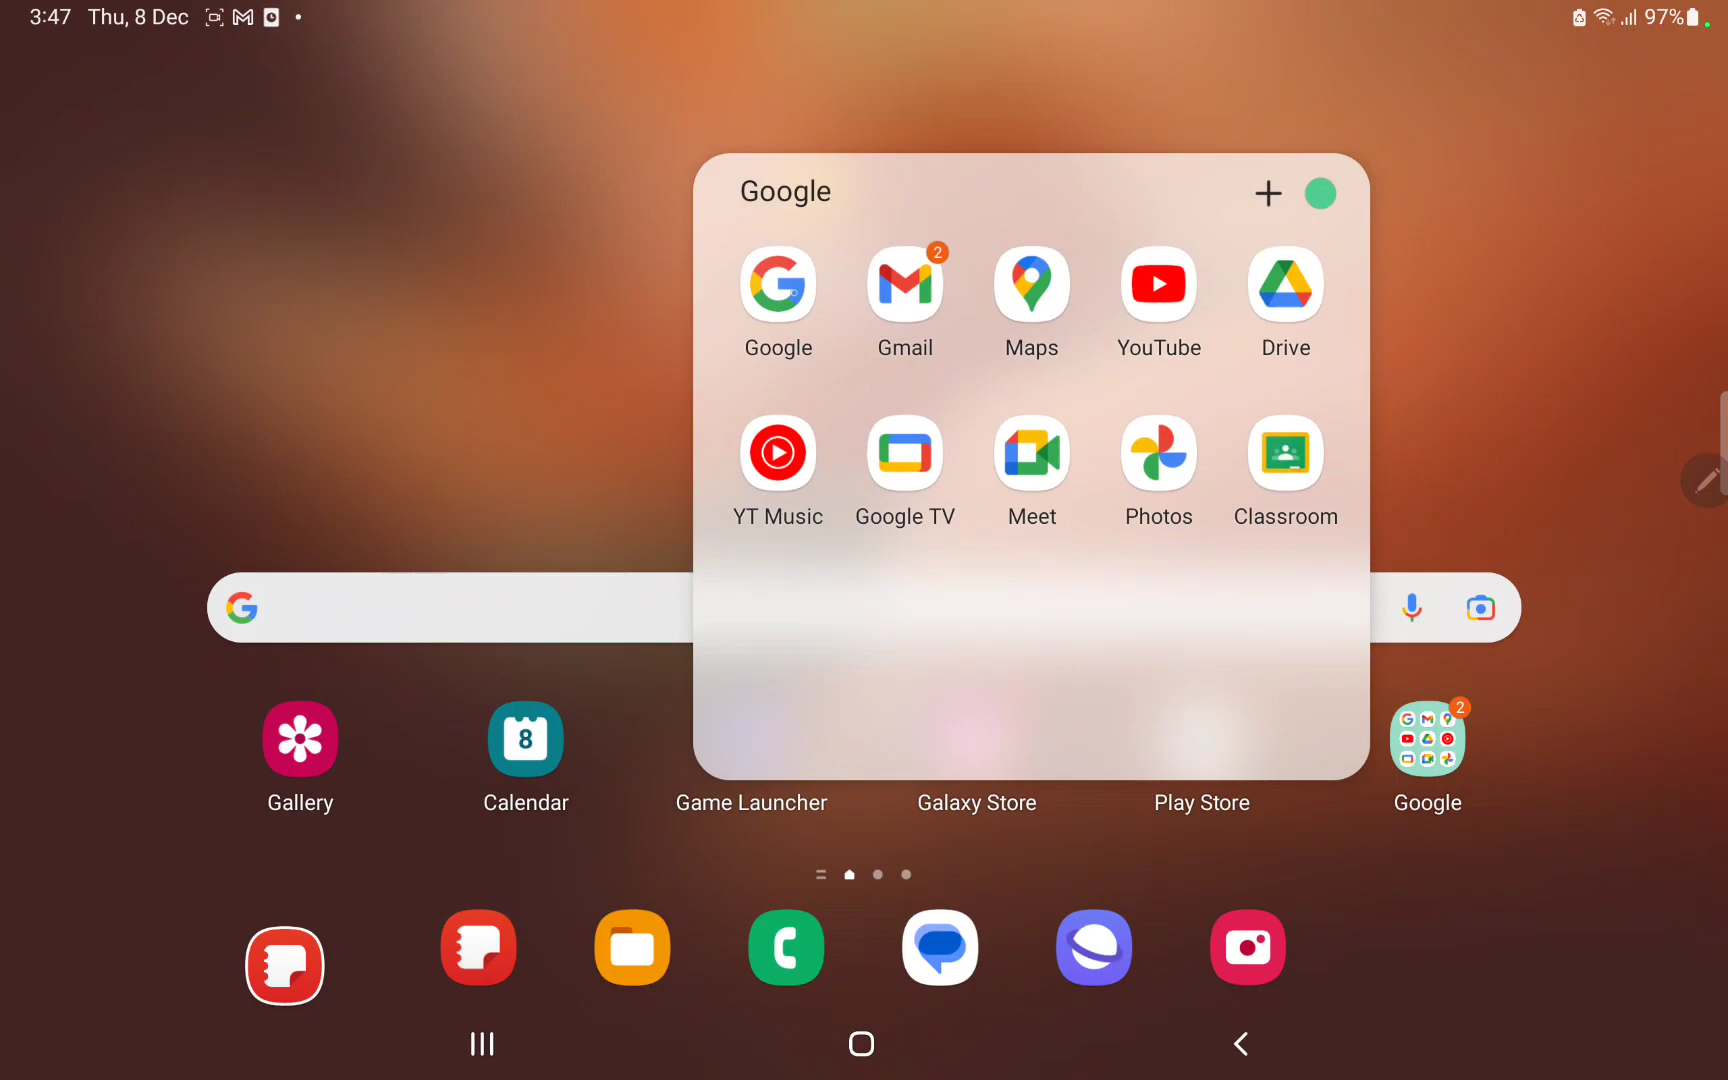 3:47 Thu, 8 Dec
97%
Google
2
Google Gmail Maps YouTube Drive
YT Music Google TV Meet Photos Classroom
8
2
Gallery Calendar Game Launcher Galaxy Store Play Store Google